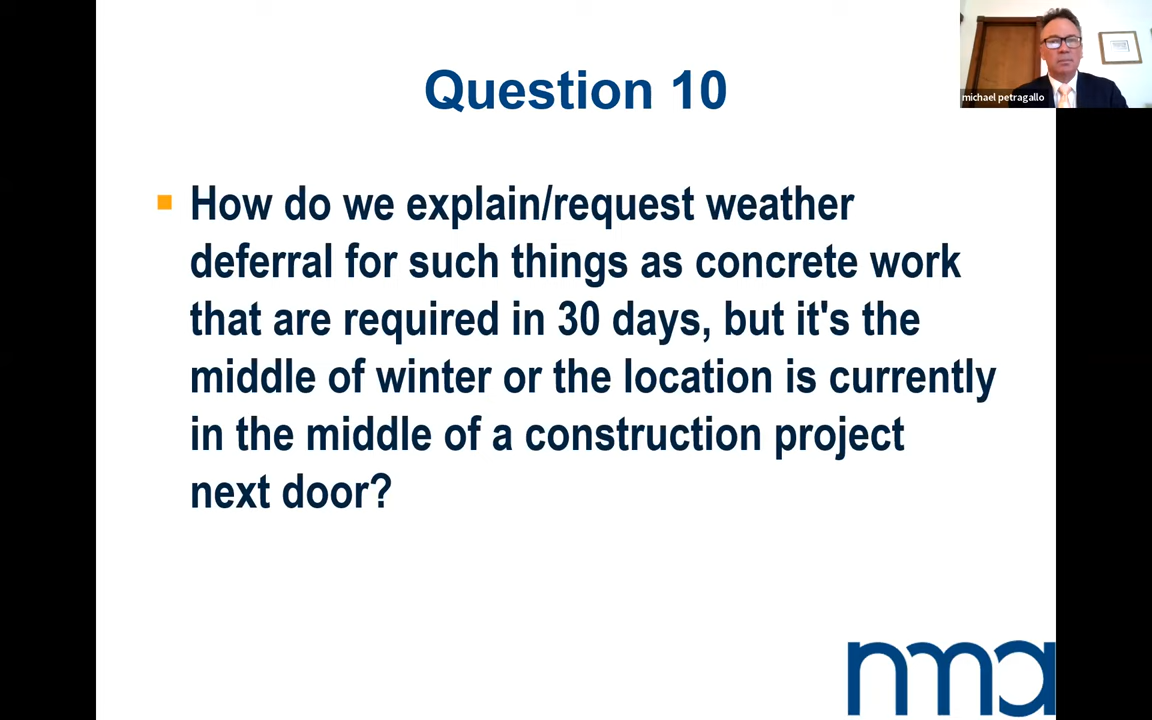 michael petragallo
Question 10
How do we explain/request weather
deferral for such things as concrete work
that are required in 30 days, but it's the
middle of winter or the location is currently
in the middle of a construction project
next door?
nma